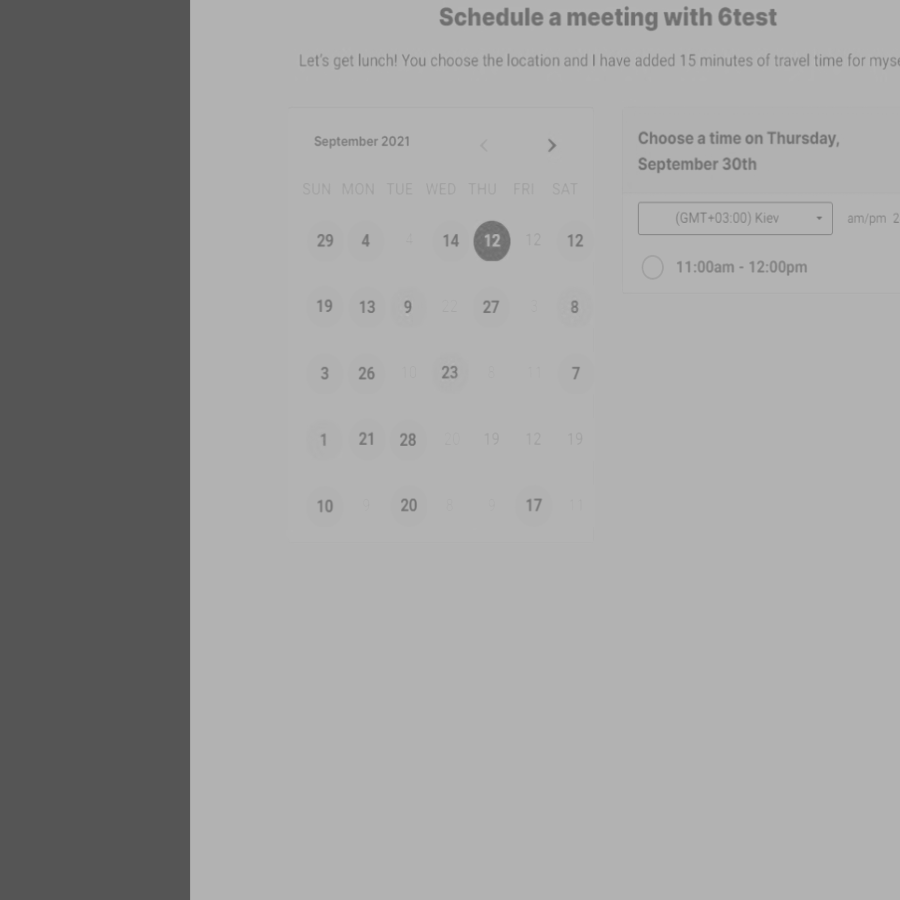 Schedule a meeting with 6test
Let's get lunch! You choose the location and I have added 15 minutes of travel time for myse
September 2021
SUN MON TUE WED THU FRI SAT
29 4 4 14 12 12 12
19 13 9 22 27 3 8
3 26 10 23 8 11 7
1 21 28 20 19 12 19
10 20 17
Choose a time on Thursday,
September 30th
(GMT+03:00) Kiev am/pm 2
11:00am - 12:00pm